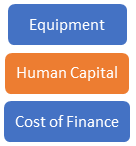 Equipment
Human Capital
Cost of Finance